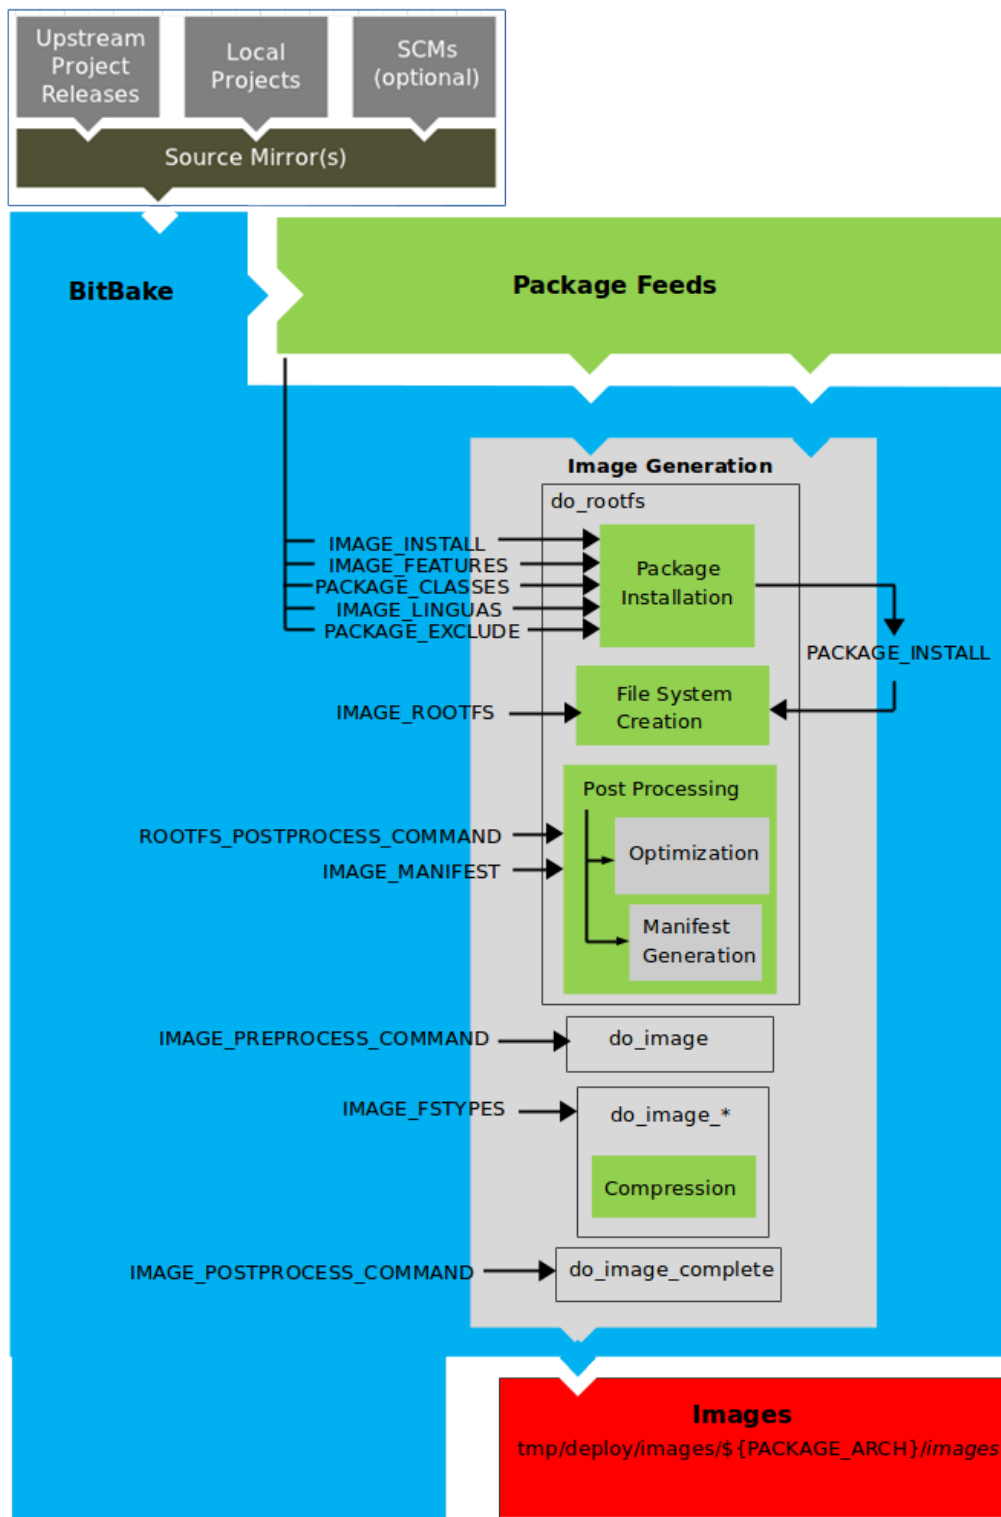 Upstream
Project
Releases
Local
Projects
SCMs
(optional)
Source Mirror(s)
BitBake
Package Feeds
Image Generation
do_rootfs
IMAGE_INSTALL
IMAGE_FEATURES
PACKAGE_CLASSES
IMAGE_LINGUAS
PACKAGE_EXCLUDE
Package
Installation
PACKAGE_INSTALL
IMAGE_ROOTFS
File System
Creation
Post Processing
ROOTFS_POSTPROCESS_COMMAND
IMAGE_MANIFEST
Optimization
Manifest
Generation
IMAGE_PREPROCESS_COMMAND
do_image
IMAGE_FSTYPES
do_image_*
Compression
IMAGE_POSTPROCESS_COMMAND
do_image_complete
Images
tmp/deploy/images/${PACKAGE_ARCH}/images